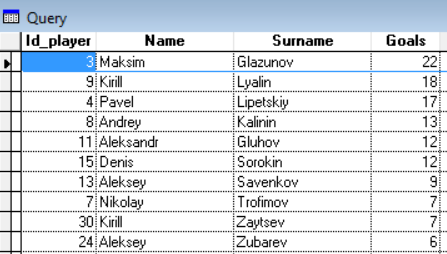 Query
Id_player Name Surname Goals
3 Maksim Glazunov 22
9 Kirill Lyalin 18
4 Pavel Lipetskiy 17
8 Andrey Kalinin 13
11 Aleksandr Gluhov 12
15 Denis Sorokin 12
13 Aleksey Savenkov 9
7 Nikolay Trofimov 7
30 Kirill Zaytsev 7
24 Aleksey Zubarev 6